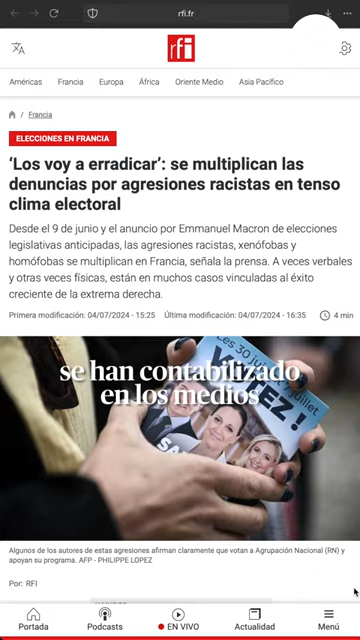 rfi.fr
rfi
Américas Francia Europa África Oriente Medio Asia Pacífico
Francia
ELECCIONES EN FRANCIA
‘Los voy a erradicar’: se multiplican las
denuncias por agresiones racistas en tenso
clima electoral
Desde el 9 de junio y el anuncio por Emmanuel Macron de elecciones
legislativas anticipadas, las agresiones racistas, xenófobas y
homófobas se multiplican en Francia, señala la prensa. A veces verbales
y otras veces físicas, están en muchos casos vinculadas al éxito
creciente de la extrema derecha.
Primera modificación: 04/07/2024 - 15:25 Última modificación: 04/07/2024 - 16:35 4 min
Les 30 juin
juillet
VOTEZ!
se han contabilizado
en los medios
Algunos de los autores de estas agresiones afirman claramente que votan a Agrupación Nacional (RN) y
apoyan su programa. AFP - PHILIPPE LOPEZ
Por: RFI
Portada Podcasts EN VIVO Actualidad Menú